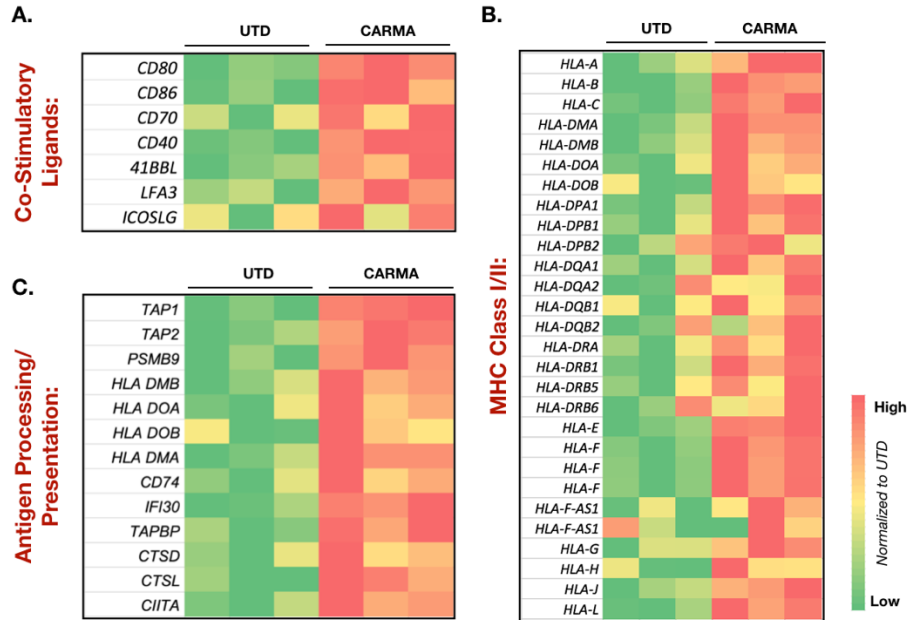 A.
UTD CARMA
Co-Stimulatory
Ligands:
CD80
CD86
CD70
CD40
41BBL
LFA3
ICOSLG
B.
UTD CARMA
MHC Class I/II:
HLA-A
HLA-B
HLA-C
HLA-DMA
HLA-DMB
HLA-DOA
HLA-DOB
HLA-DPA1
HLA-DPB1
HLA-DPB2
HLA-DQA1
HLA-DQA2
HLA-DQB1
HLA-DQB2
HLA-DRA
HLA-DRB1
HLA-DRB5
HLA-DRB6
HLA-E
HLA-F
HLA-F
HLA-F
HLA-F-AS1
HLA-F-AS1
HLA-G
HLA-H
HLA-J
HLA-L
High
Normalized to UTD
Low
C.
UTD CARMA
Antigen Processing/
Presentation:
TAP1
TAP2
PSMB9
HLA DMB
HLA DOA
HLA DOB
HLA DMA
CD74
IFI30
TAPBP
CTSD
CTSL
CIITA